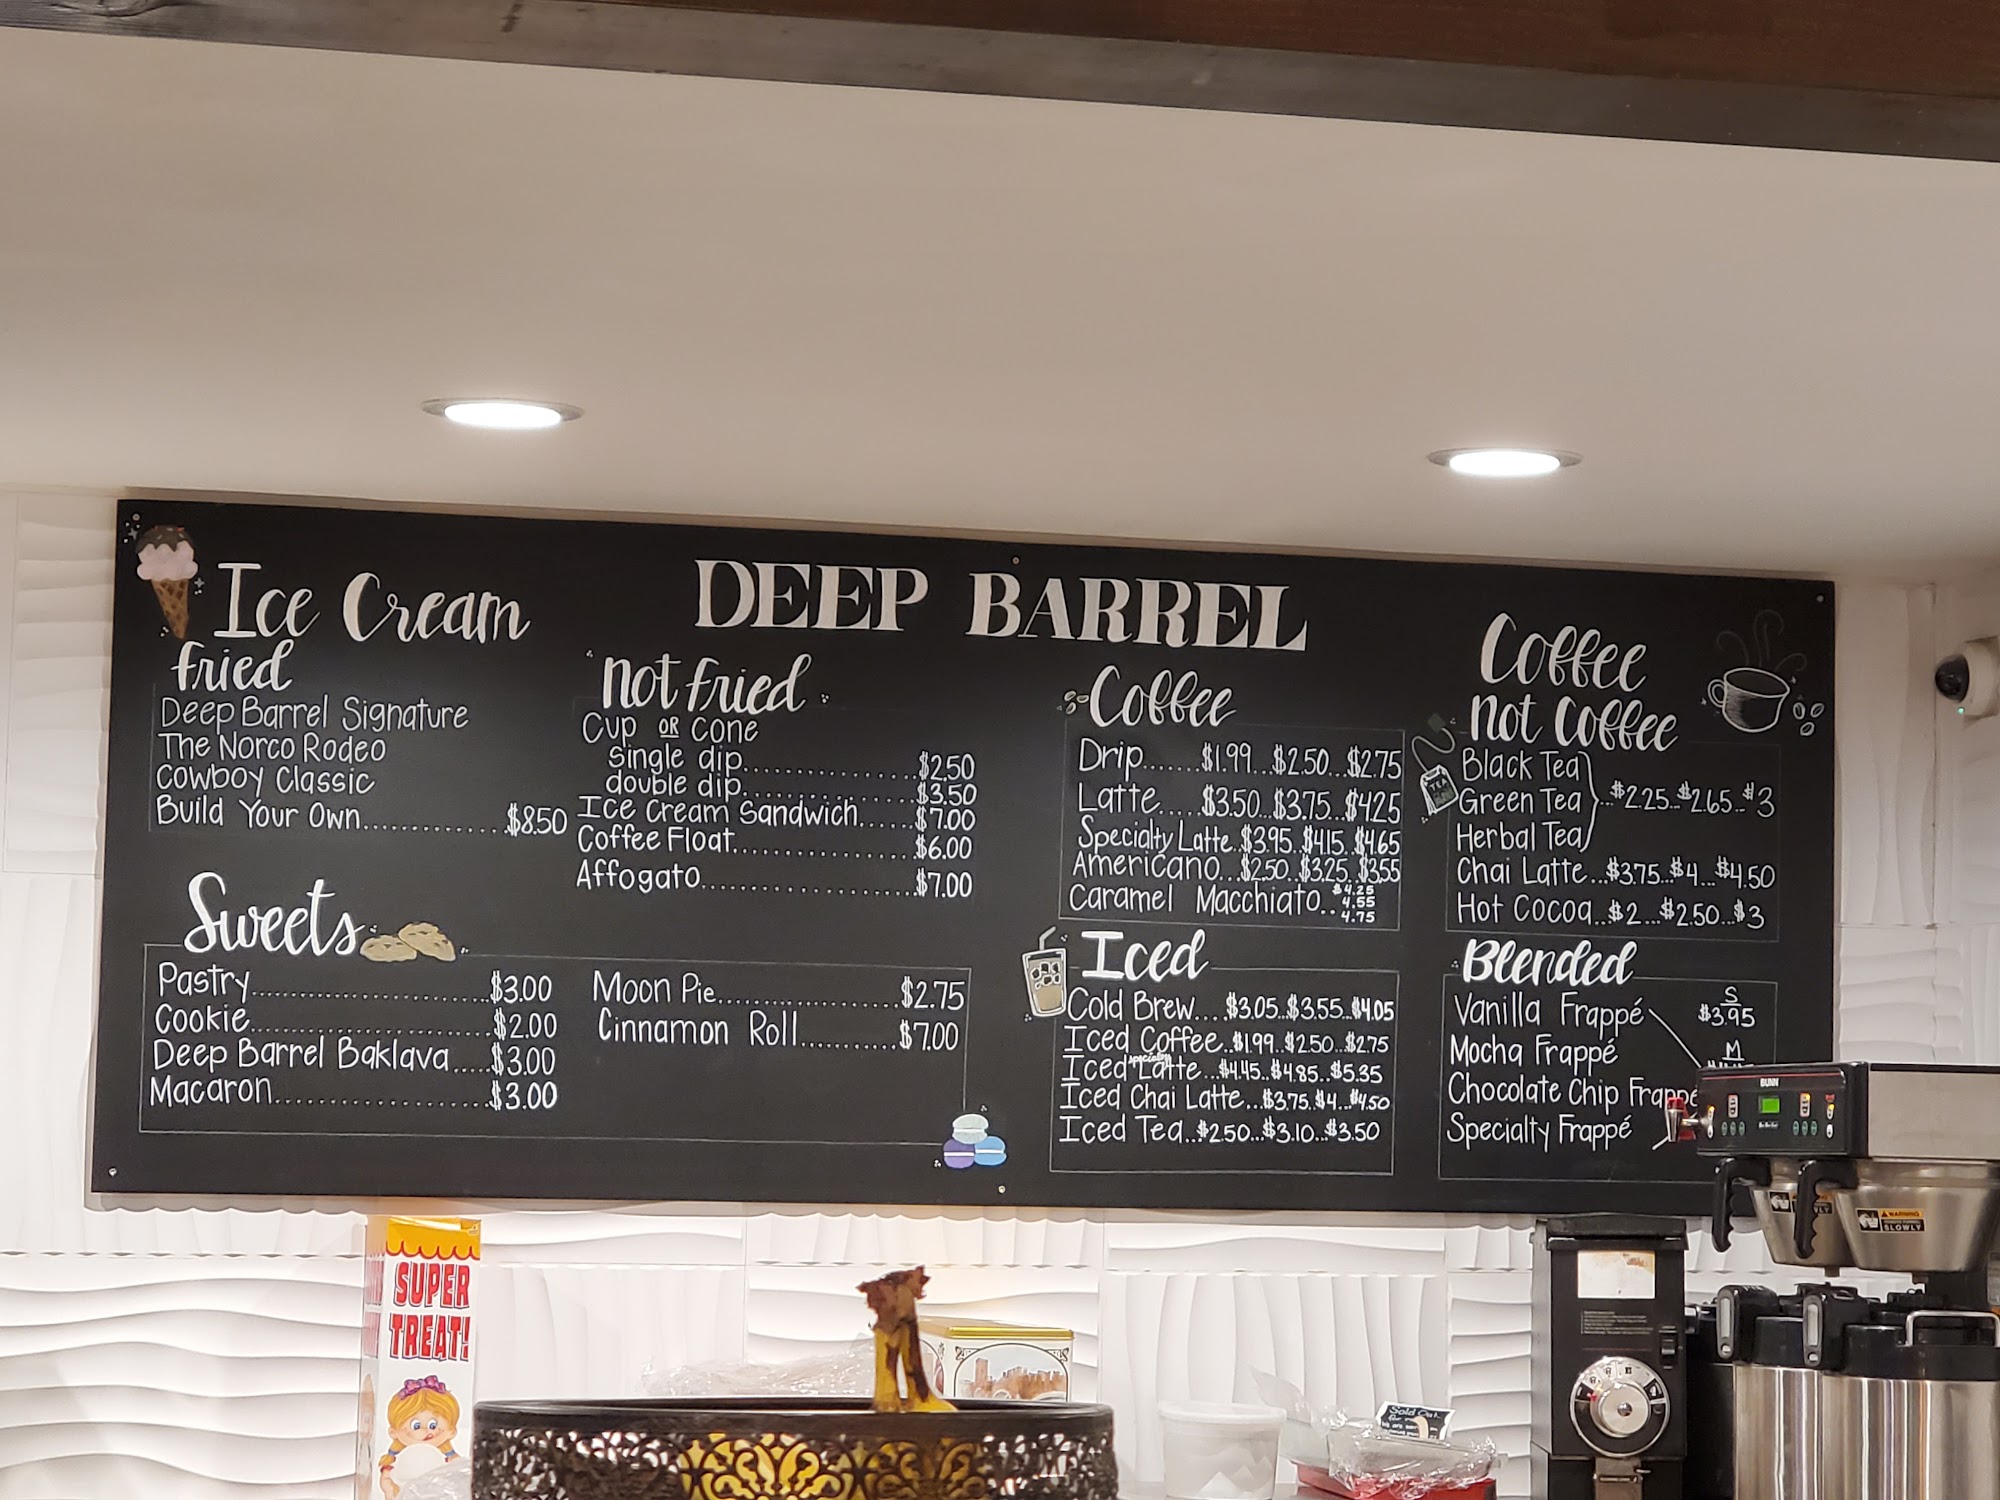 DEEP BARREL
Ice Cream
Fried
Deep Barrel Signature
The Norco Rodeo
Cowboy Classic
Build Your Own..............$8.50
Not Fried
Cup OR Cone
Single dip..............$2.50
double dip..............$3.50
Ice Cream Sandwich......$7.00
Coffee Float..............$6.00
Affogato..............$7.00
Sweets
Pastry..............$3.00
Cookie..............$2.00
Deep Barrel Baklava.....$3.00
Macaron..............$3.00
Moon Pie..............$2.75
Cinnamon Roll...........$7.00
Coffee
Drip.......$1.99...$2.50...$2.75
Latte....$3.50...$3.75...$4.25
Specialty Latte..$3.95..$4.15..$4.65
Americano...$2.50..$3.25..$3.55
Caramel Macchiato..$4.25
4.55
4.75
Iced
Cold Brew....$3.05..$3.55..$4.05
Iced Coffee..$1.99..$2.50...$2.75
Iced specialty Latte...$4.45..$4.85..$5.35
Iced Chai Latte...$3.75..$4...$4.50
Iced Tea..$2.50...$3.10...$3.50
Coffee
Not Coffee
Black Tea
Green Tea ...$2.25..$2.65..$3
Herbal Tea
Chai Latte...$3.75..$4...$4.50
Hot Cocoa..$2...$2.50...$3
TEA
Blended
Vanilla Frappé
Mocha Frappé
Chocolate Chip Frappé
Specialty Frappé
S
$3.95
M
BUNN
WARNING
SLOWLY
SUPER
TREAT!
Sold Out